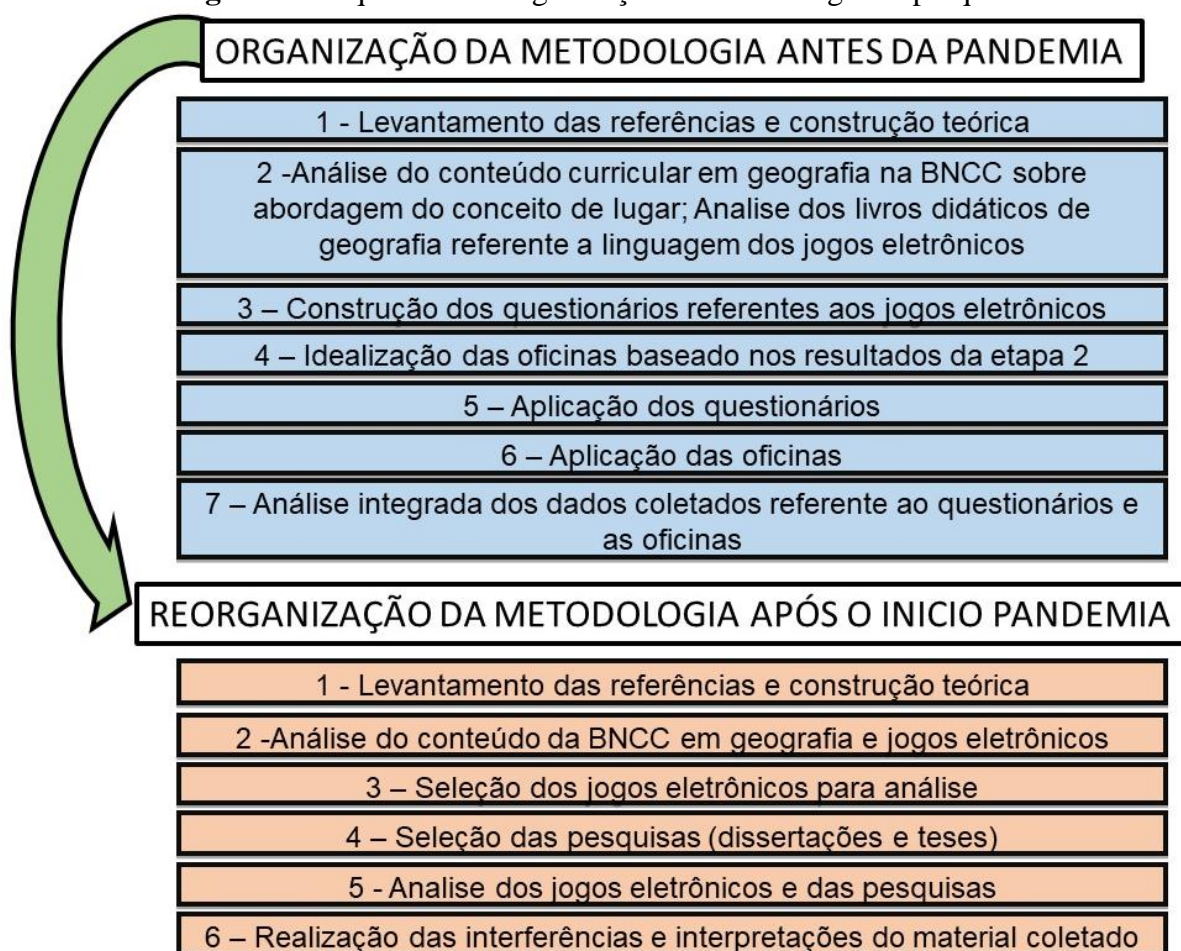 ORGANIZAÇÃO DA METODOLOGIA ANTES DA PANDEMIA
1 - Levantamento das referências e construção teórica
2 -Análise do conteúdo curricular em geografia na BNCC sobre
abordagem do conceito de lugar; Analise dos livros didáticos de
geografia referente a linguagem dos jogos eletrônicos
3 – Construção dos questionários referentes aos jogos eletrônicos
4 – Idealização das oficinas baseado nos resultados da etapa 2
5 – Aplicação dos questionários
6 – Aplicação das oficinas
7 – Análise integrada dos dados coletados referente ao questionários e
as oficinas
REORGANIZAÇÃO DA METODOLOGIA APÓS O INICIO PANDEMIA
1 - Levantamento das referências e construção teórica
2 -Análise do conteúdo da BNCC em geografia e jogos eletrônicos
3 – Seleção dos jogos eletrônicos para análise
4 – Seleção das pesquisas (dissertações e teses)
5 - Analise dos jogos eletrônicos e das pesquisas
6 – Realização das interferências e interpretações do material coletado